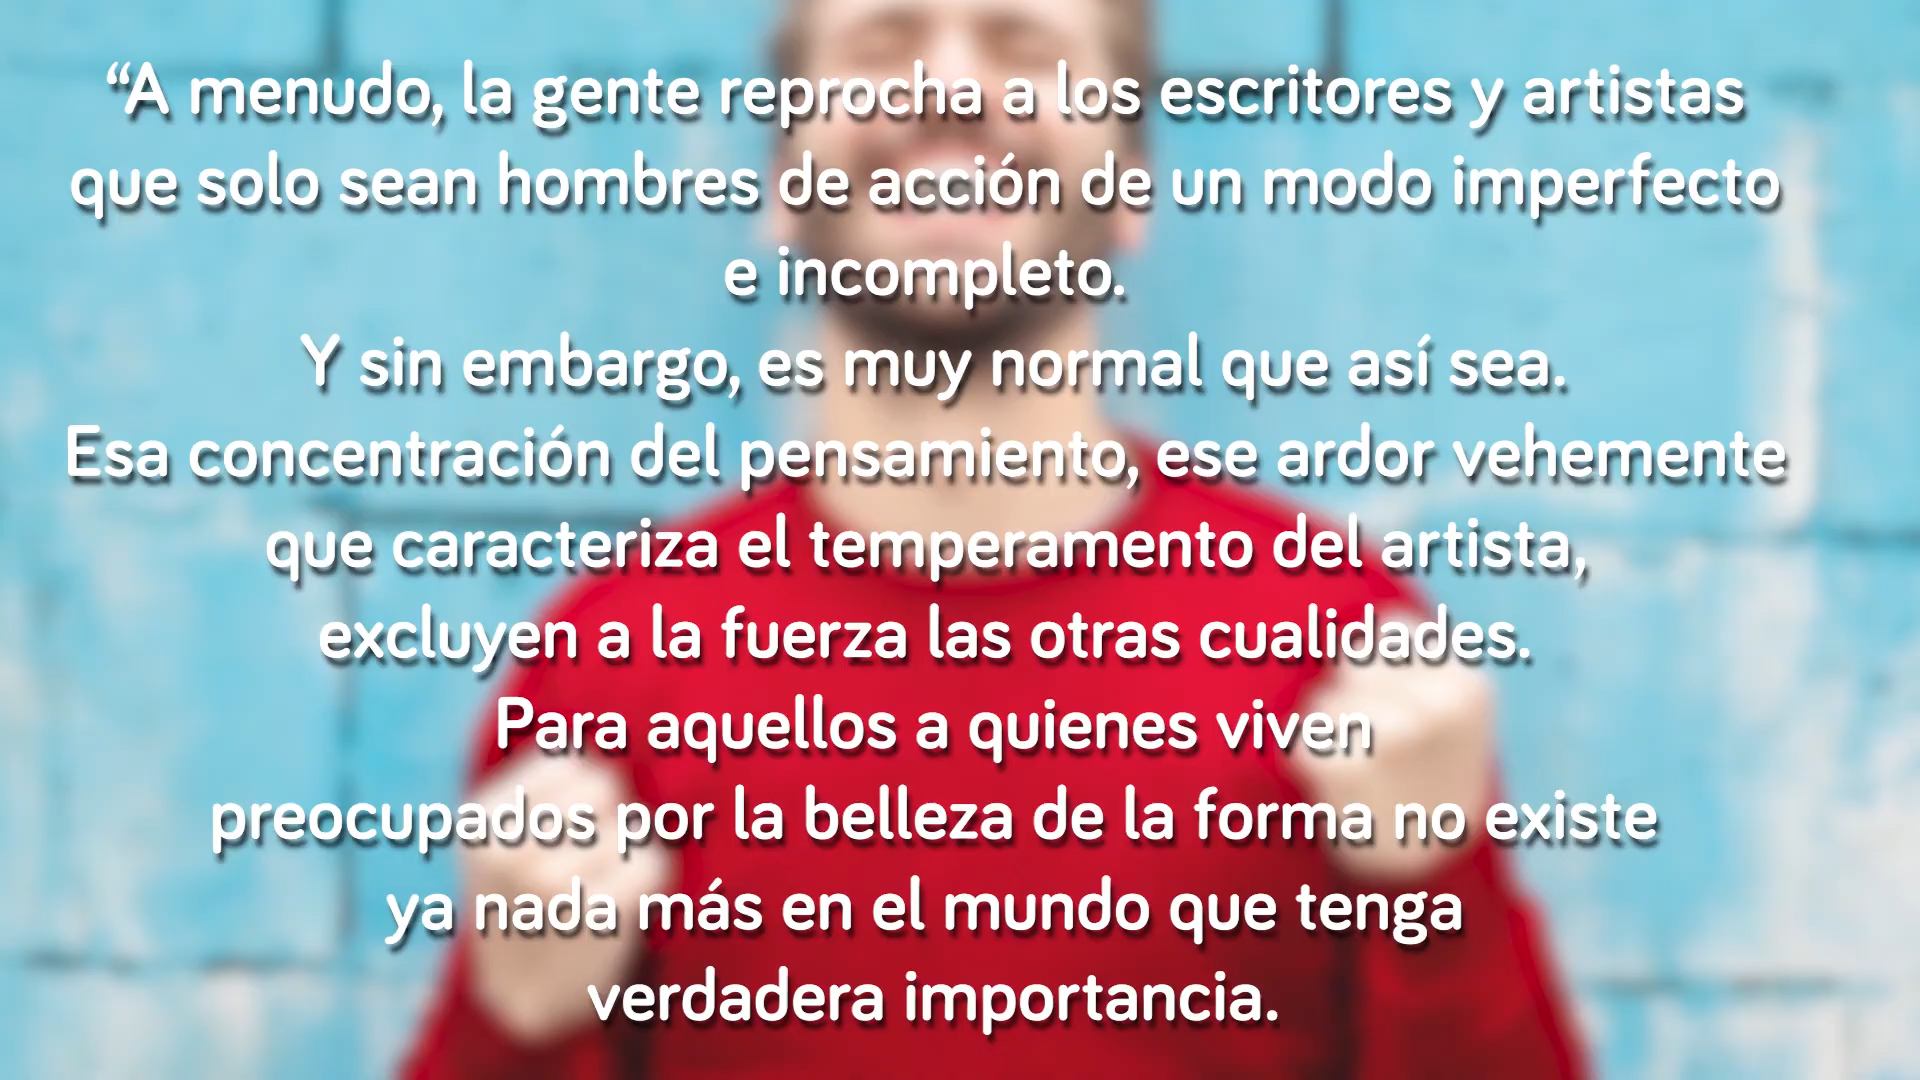 “A menudo, la gente reprocha a los escritores y artistas
que solo sean hombres de acción de un modo imperfecto
e incompleto.
Y sin embargo, es muy normal que así sea.
Esa concentración del pensamiento, ese ardor vehemente
que caracteriza el temperamento del artista,
excluyen a la fuerza las otras cualidades.
Para aquellos a quienes viven
preocupados por la belleza de la forma no existe
ya nada más en el mundo que tenga
verdadera importancia.